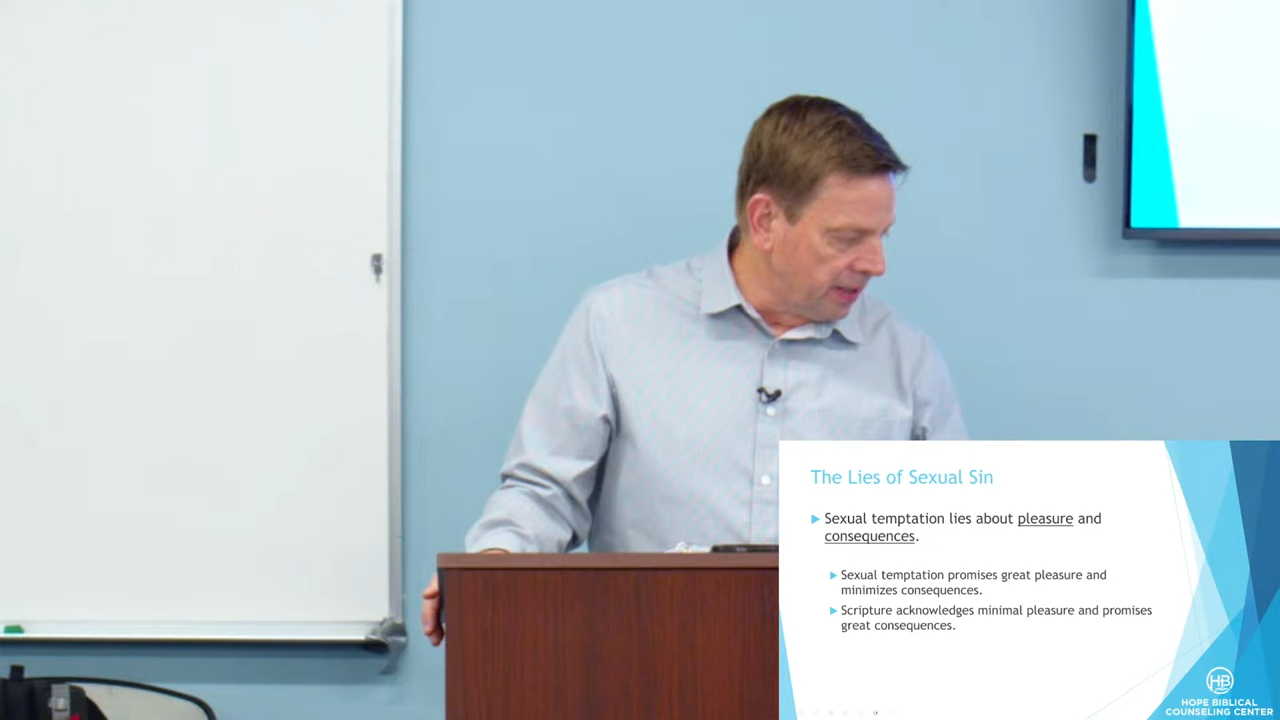 The Lies of Sexual Sin
▶ Sexual temptation lies about pleasure and
consequences.
▶ Sexual temptation promises great pleasure and
minimizes consequences.
▶ Scripture acknowledges minimal pleasure and promises
great consequences.
HB
HOPE BIBLICAL
COUNSELING CENTER